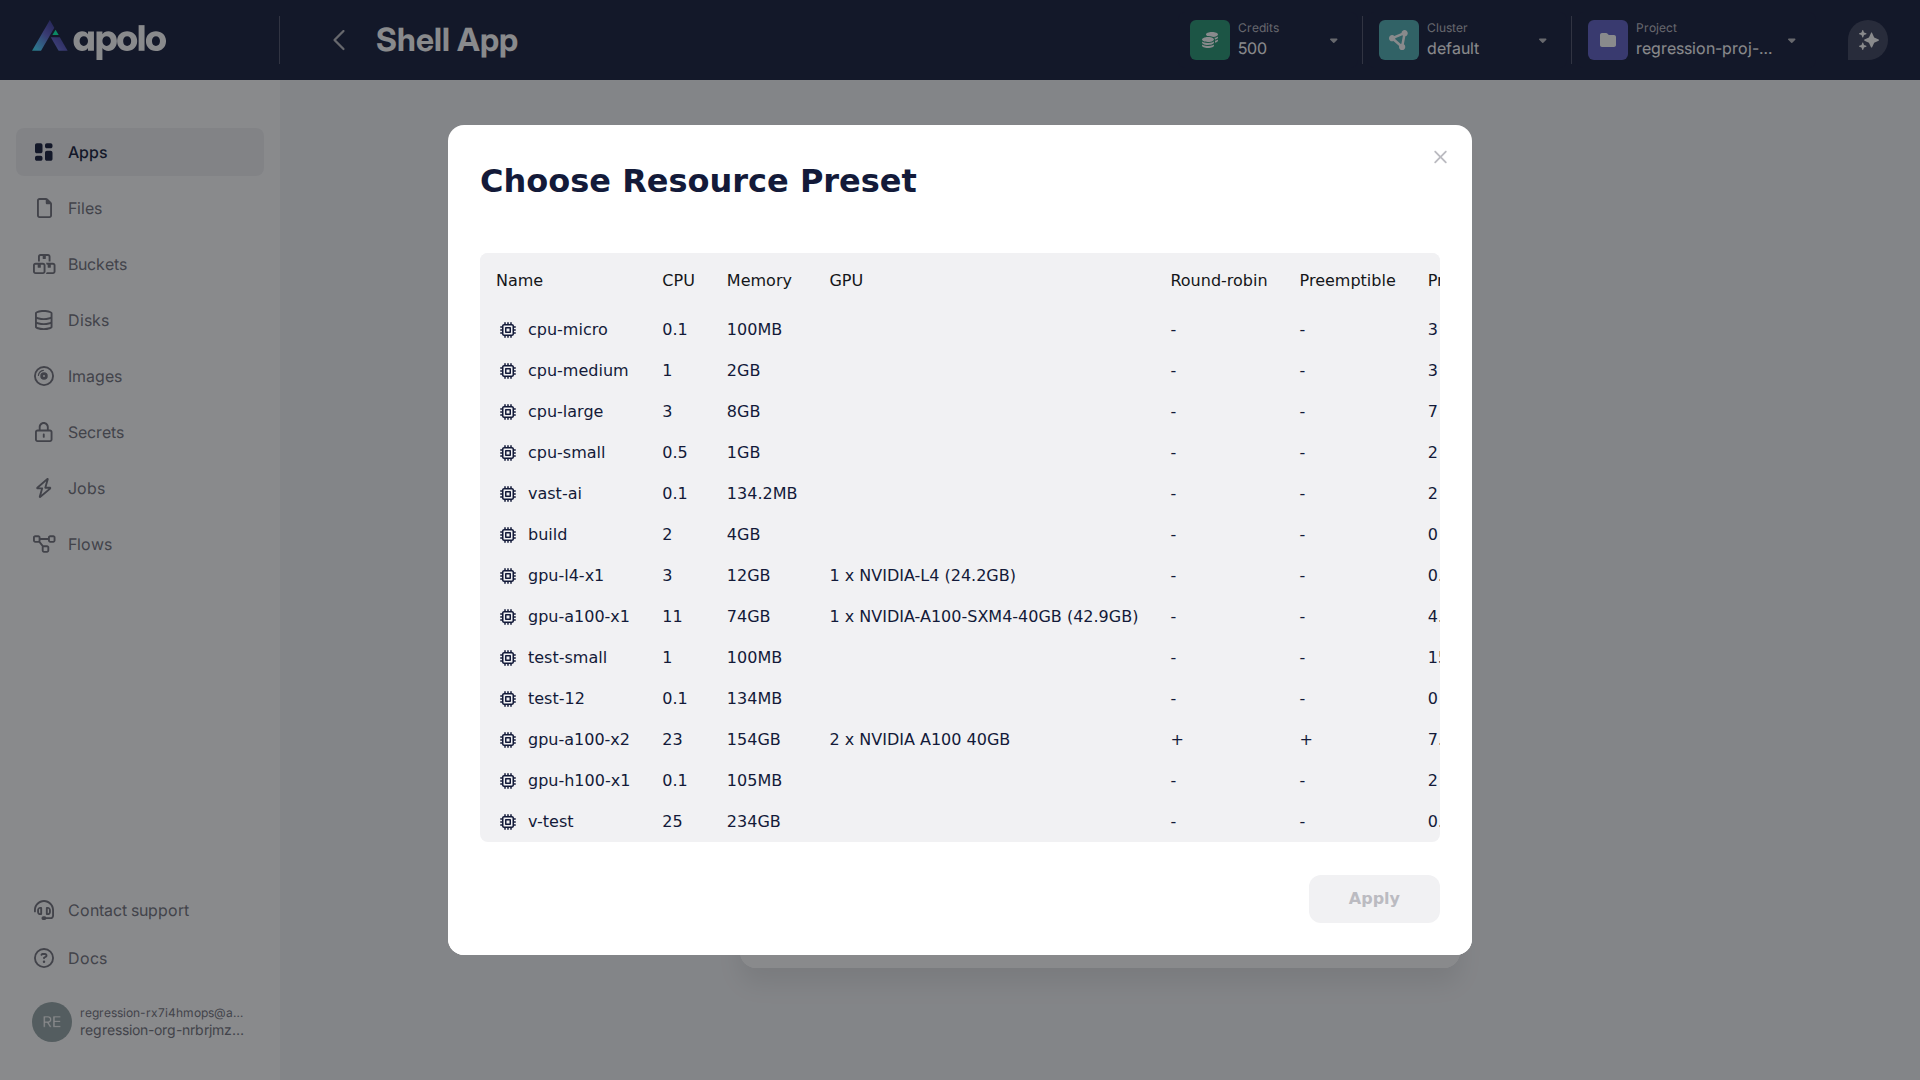 apolo
Shell App
Credits
500
Cluster
default
Project
regression-proj-...
Apps
Files
Buckets
Disks
Images
Secrets
Jobs
Flows
Contact support
Docs
RE
regression-rx7i4hmops@a...
regression-org-nrbrjmz...
Choose Resource Preset
Name CPU Memory GPU Round-robin Preemptible
cpu-micro 0.1 100MB - - 3
cpu-medium 1 2GB - - 3
cpu-large 3 8GB - - 7
cpu-small 0.5 1GB - - 2
vast-ai 0.1 134.2MB - - 2
build 2 4GB - - 0
gpu-l4-x1 3 12GB 1 x NVIDIA-L4 (24.2GB) - - 0.
gpu-a100-x1 11 74GB 1 x NVIDIA-A100-SXM4-40GB (42.9GB) - - 4.
test-small 1 100MB - -
test-12 0.1 134MB - - 0
gpu-a100-x2 23 154GB 2 x NVIDIA A100 40GB + + 7.
gpu-h100-x1 0.1 105MB - - 2
v-test 25 234GB - - 0.
Apply